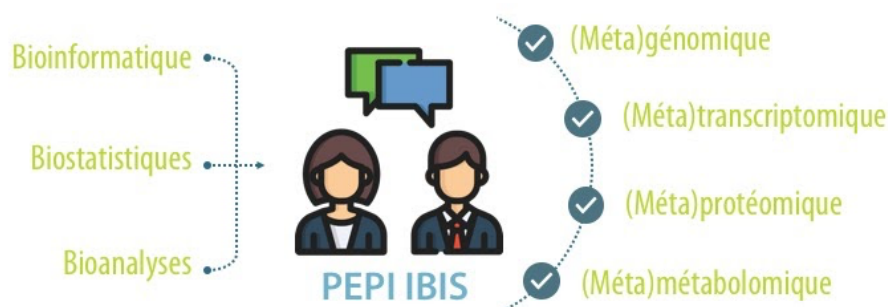 Bioinformatique
Biostatistiques
Bioanalyses
PEPI IBIS
(Méta)génomique
(Méta)transcriptomique
(Méta)protéomique
(Méta)métabolomique